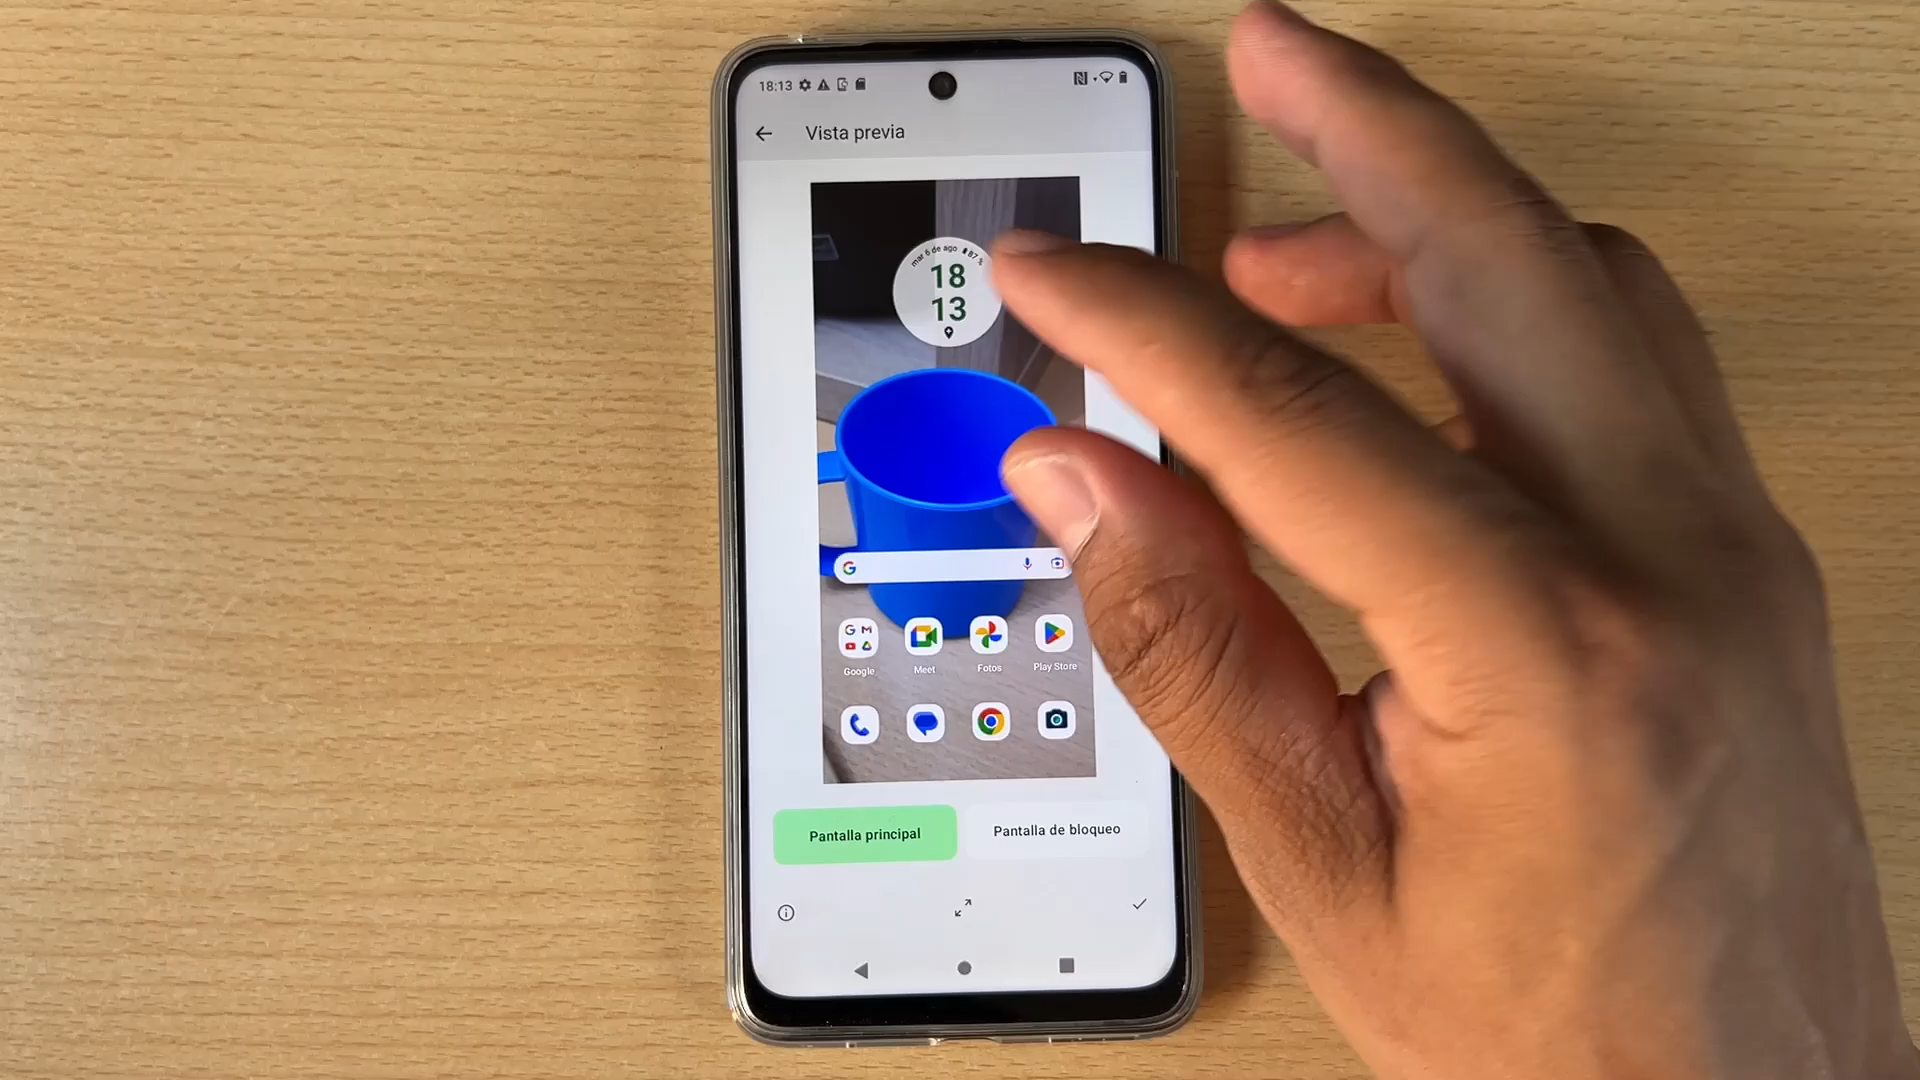 18:13
Vista previa
mar 6 de ago 87 %
18
13
Google
Meet
Fotos
Play Store
Pantalla principal
Pantalla de bloqueo